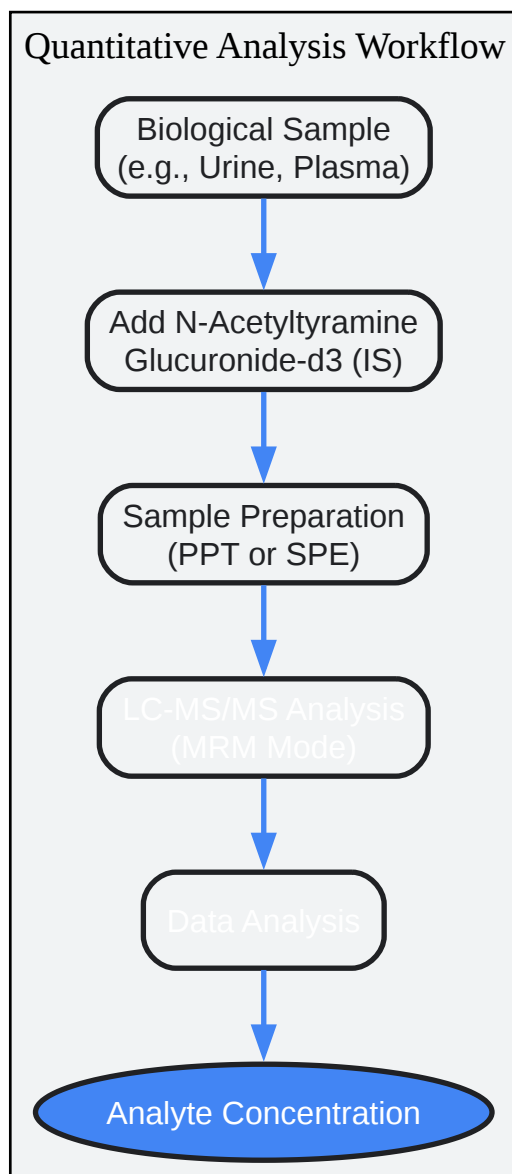 Quantitative Analysis Workflow
Biological Sample
(e.g., Urine, Plasma)
Add N-Acetyltyramine
Glucuronide-d3 (IS)
Sample Preparation
(PPT or SPE)
LC-MS/MS Analysis
(MRM Mode)
Data Analysis
Analyte Concentration